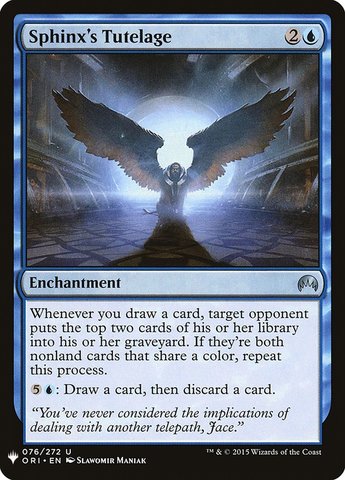 Sphinx's Tutelage 2
Enchantment
Whenever you draw a card, target opponent
puts the top two cards of his or her library
into his or her graveyard. If they're both
nonland cards that share a color, repeat
this process.
5: Draw a card, then discard a card.
"You've never considered the implications of
dealing with another telepath, Jace."
076/272 U
ORI • EN Slawomir Maniak
™ & © 2015 Wizards of the Coast